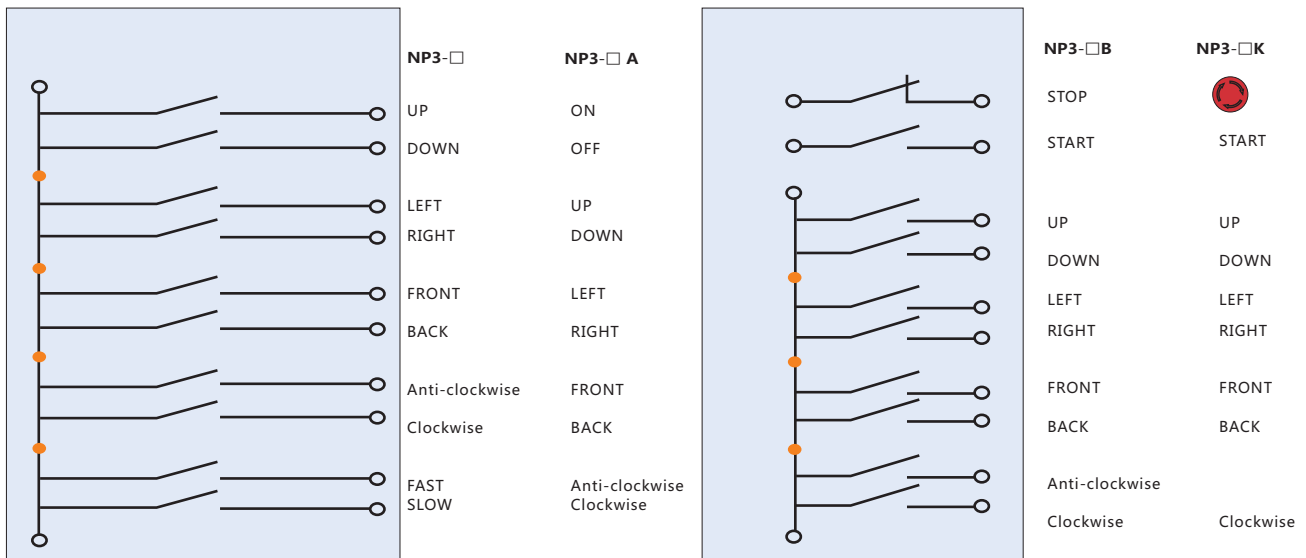 NP3-□ NP3-□ A
UP ON
DOWN OFF
LEFT UP
RIGHT DOWN
FRONT LEFT
BACK RIGHT
Anti-clockwise FRONT
Clockwise BACK
FAST Anti-clockwise
SLOW Clockwise
NP3-□B NP3-□K
STOP
START START
UP UP
DOWN DOWN
LEFT LEFT
RIGHT RIGHT
FRONT FRONT
BACK BACK
Anti-clockwise
Clockwise Clockwise